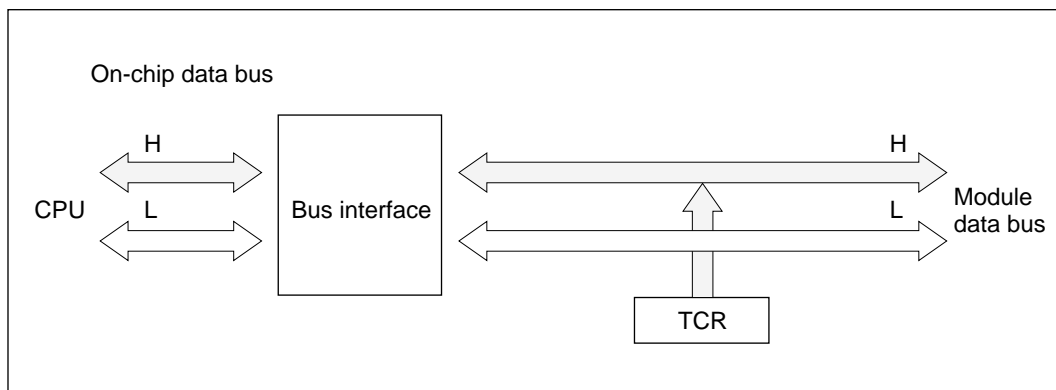 On-chip data bus
H
H
CPU
L
Bus interface
L
Module
data bus
TCR